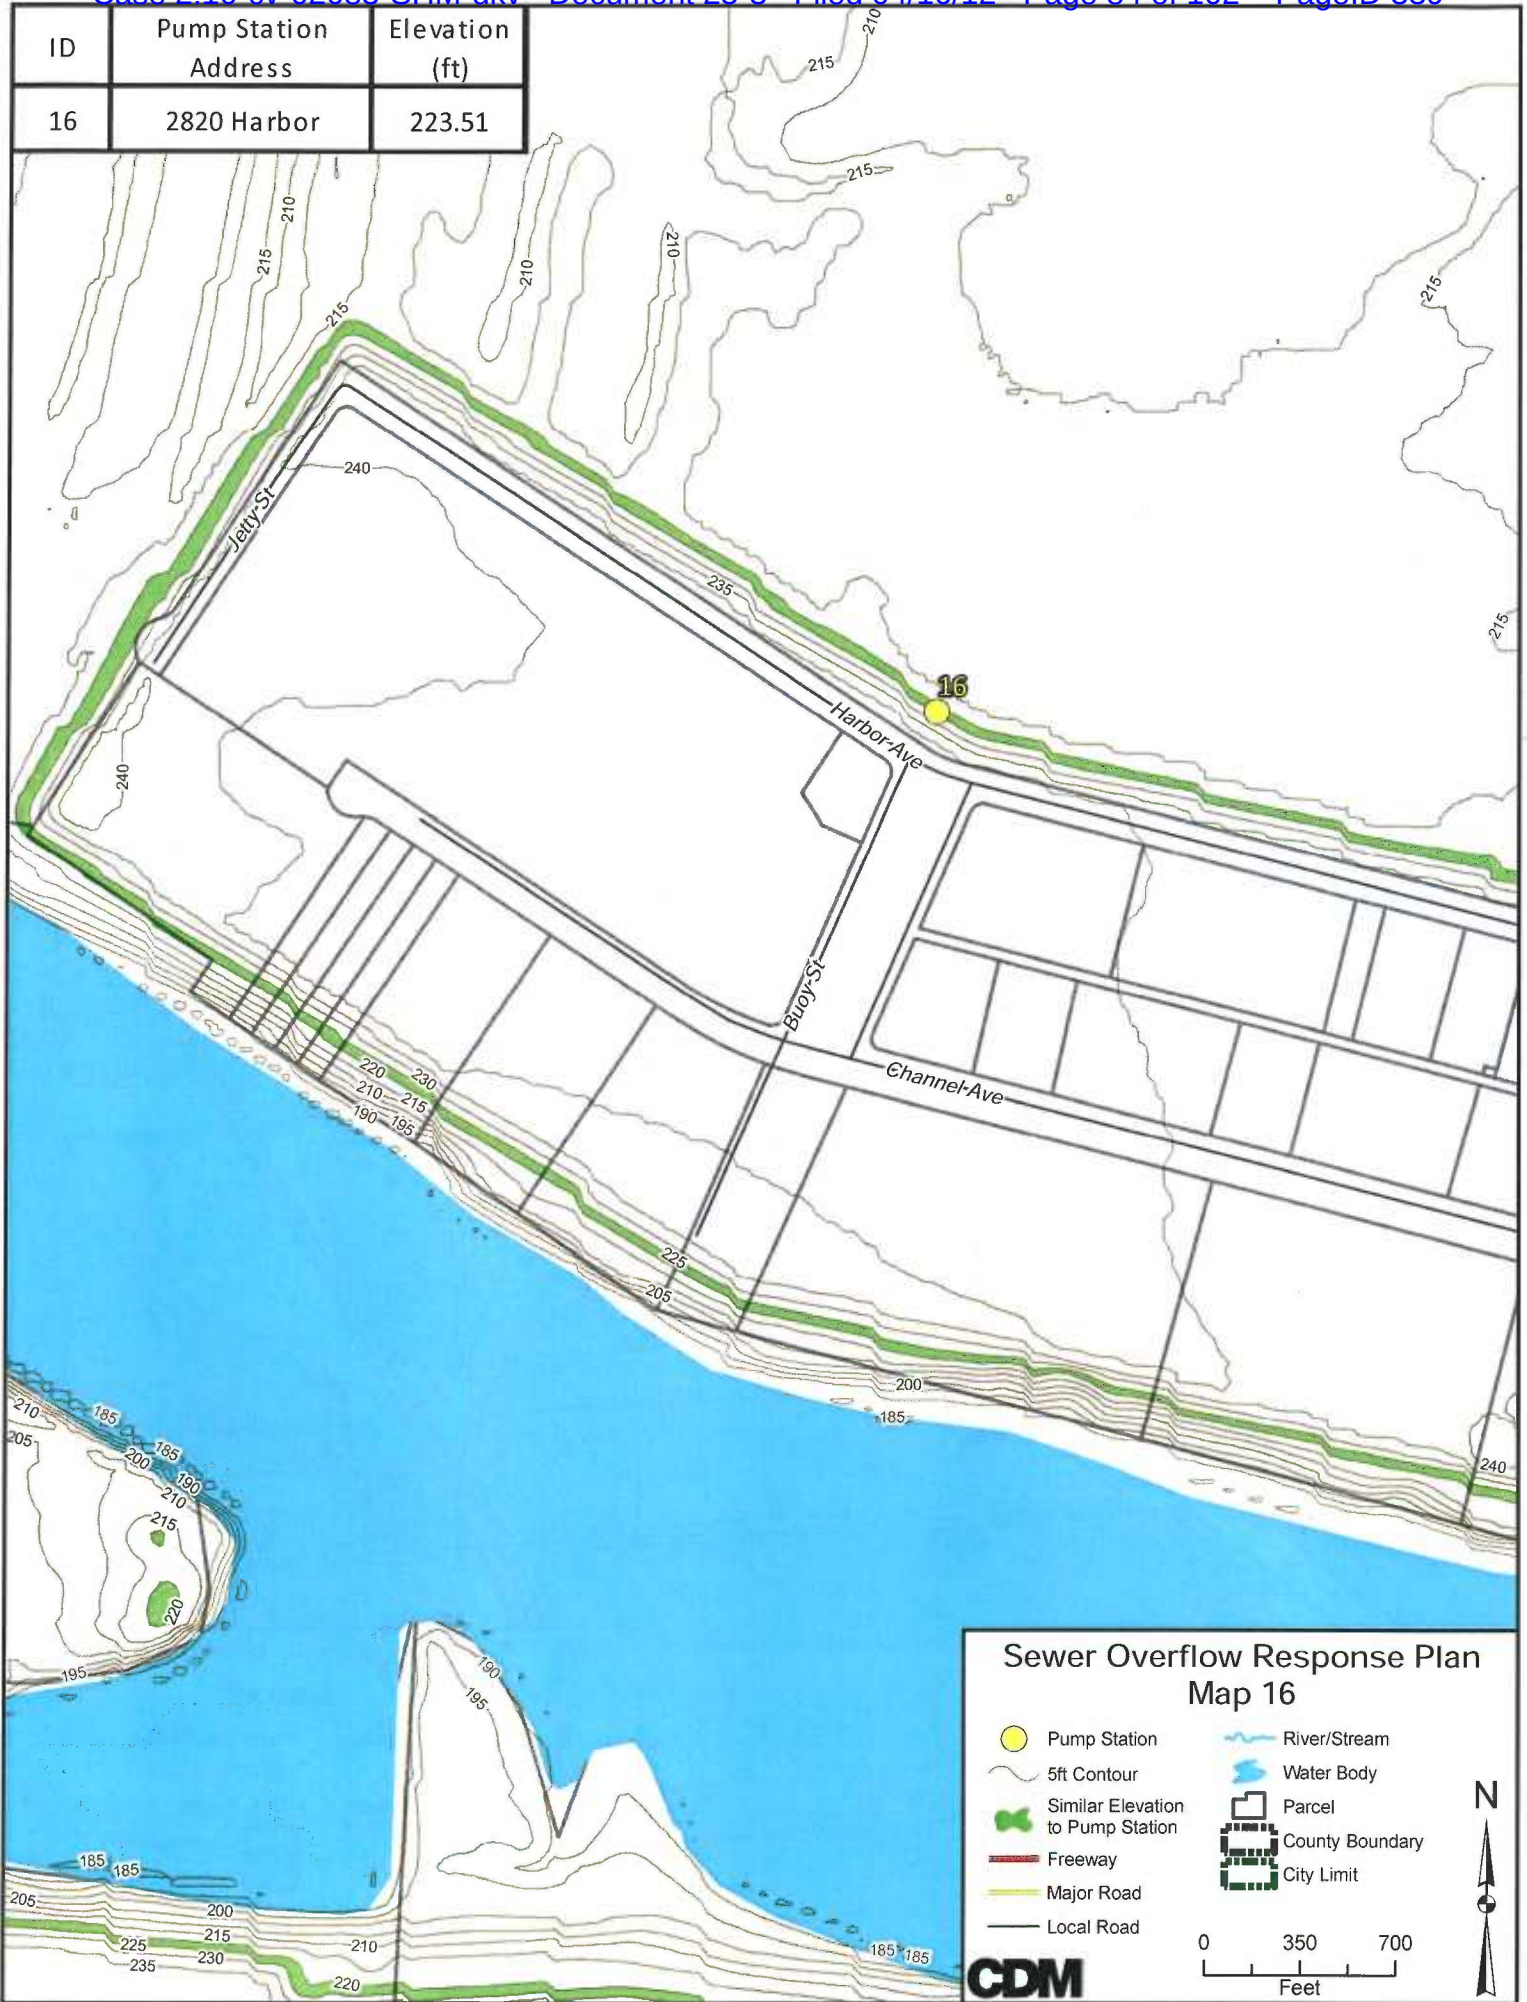 ID
Pump Station
Address
Elevation
(ft)
16
2820 Harbor
223.51
210
215
215
210
215
210
210
215
215
240
Jetty-St
235
215
16
Harbor-Ave
240
Buoy-St
220
230
210
215
190
195
Channel-Ave
225
205
200
185
240
210
185
205
200
185
190
210
215
220
195
190
195
185
185
205
200
215
225
230
210
235
220
185
185
Sewer Overflow Response Plan
Map 16
Pump Station
5ft Contour
Similar Elevation
to Pump Station
Freeway
Major Road
Local Road
River/Stream
Water Body
Parcel
County Boundary
City Limit
N
0 350 700
Feet
CDM